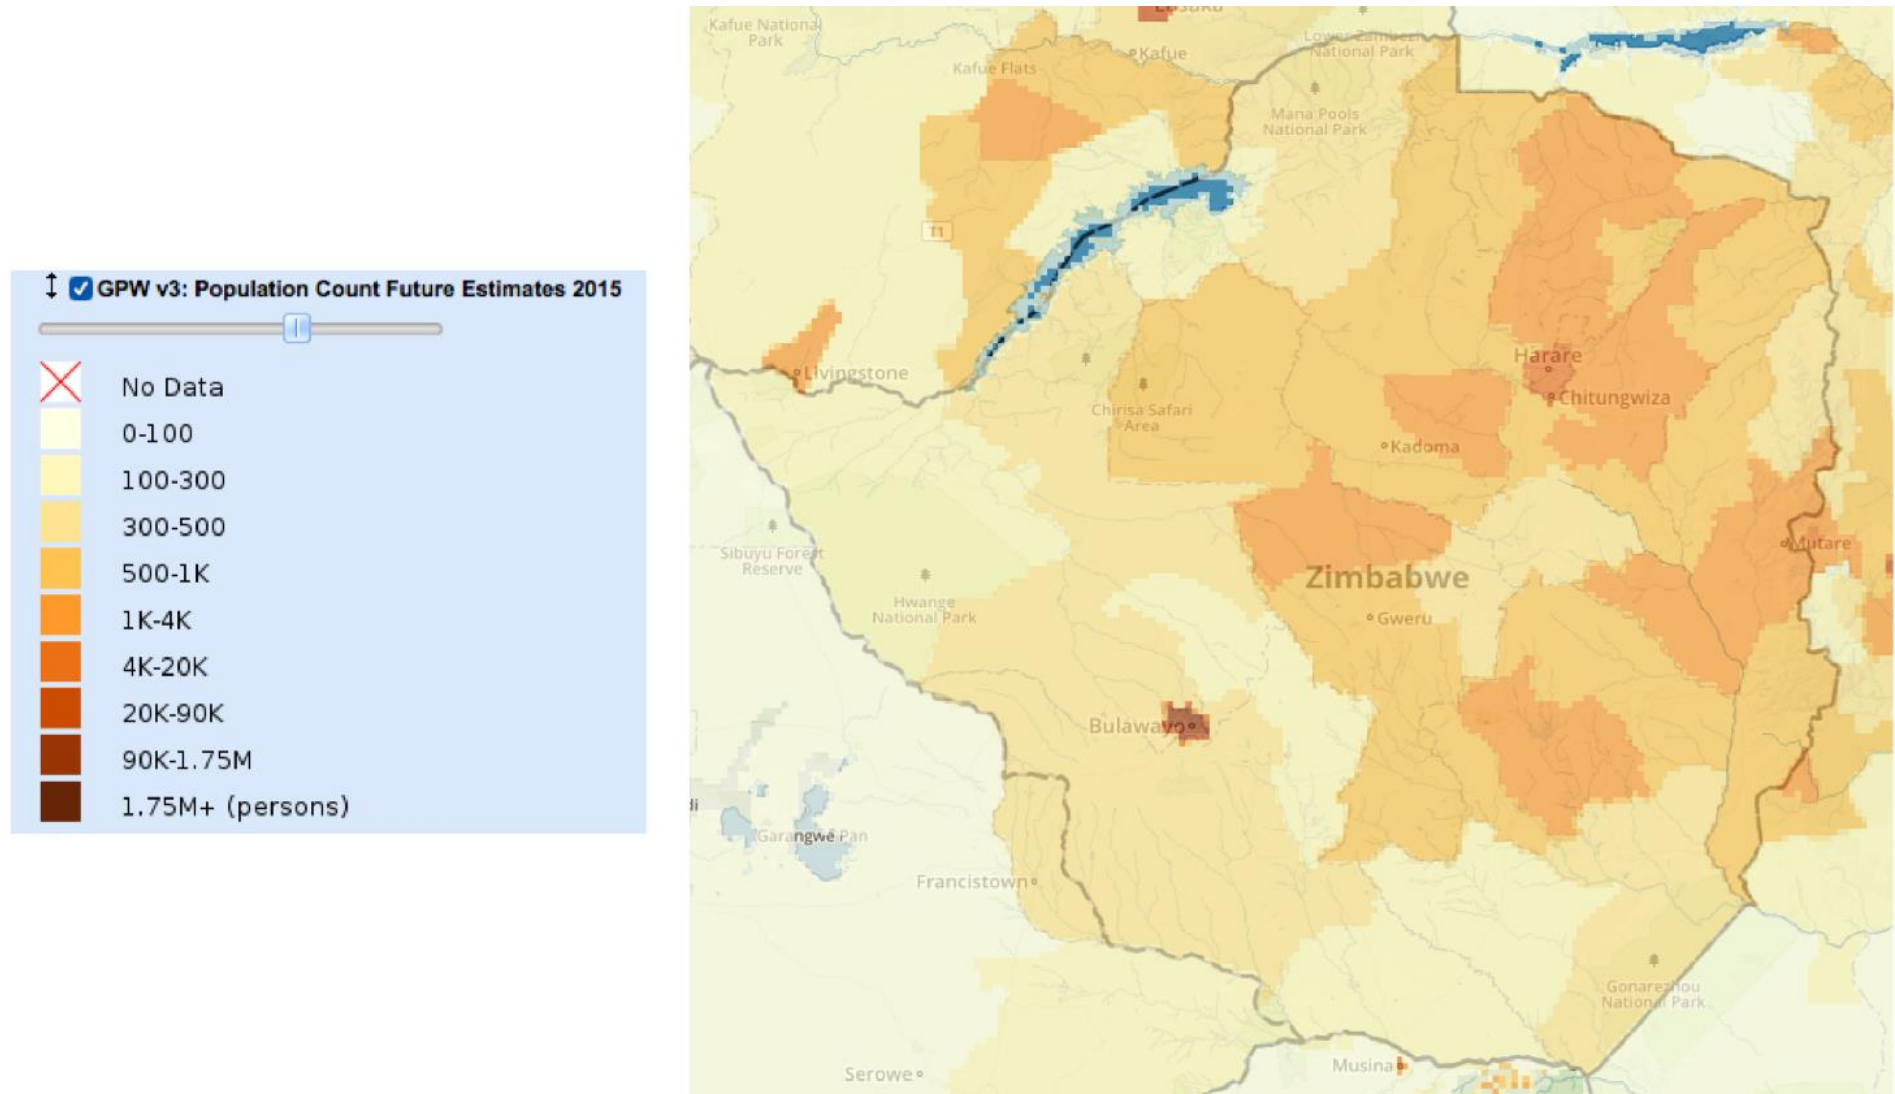 GPW v3: Population Count Future Estimates 2015
No Data
0-100
100-300
300-500
500-1K
1K-4K
4K-20K
20K-90K
90K-1.75M
1.75M+ (persons)
Kafue National
Park
Lusaka
Kafue
Lower Zambezi
National Park
Kafue Flats
Mana Pools
National Park
T1
Livingstone
Harare
Chitungwiza
Chirisa Safari
Area
Kadoma
Sibuyu Forest
Reserve
Mutare
Zimbabwe
Hwange
National Park
Gweru
Bulawayo
Garangwe Pan
Francistown
Gonarezhou
National Park
Musina
Serowe